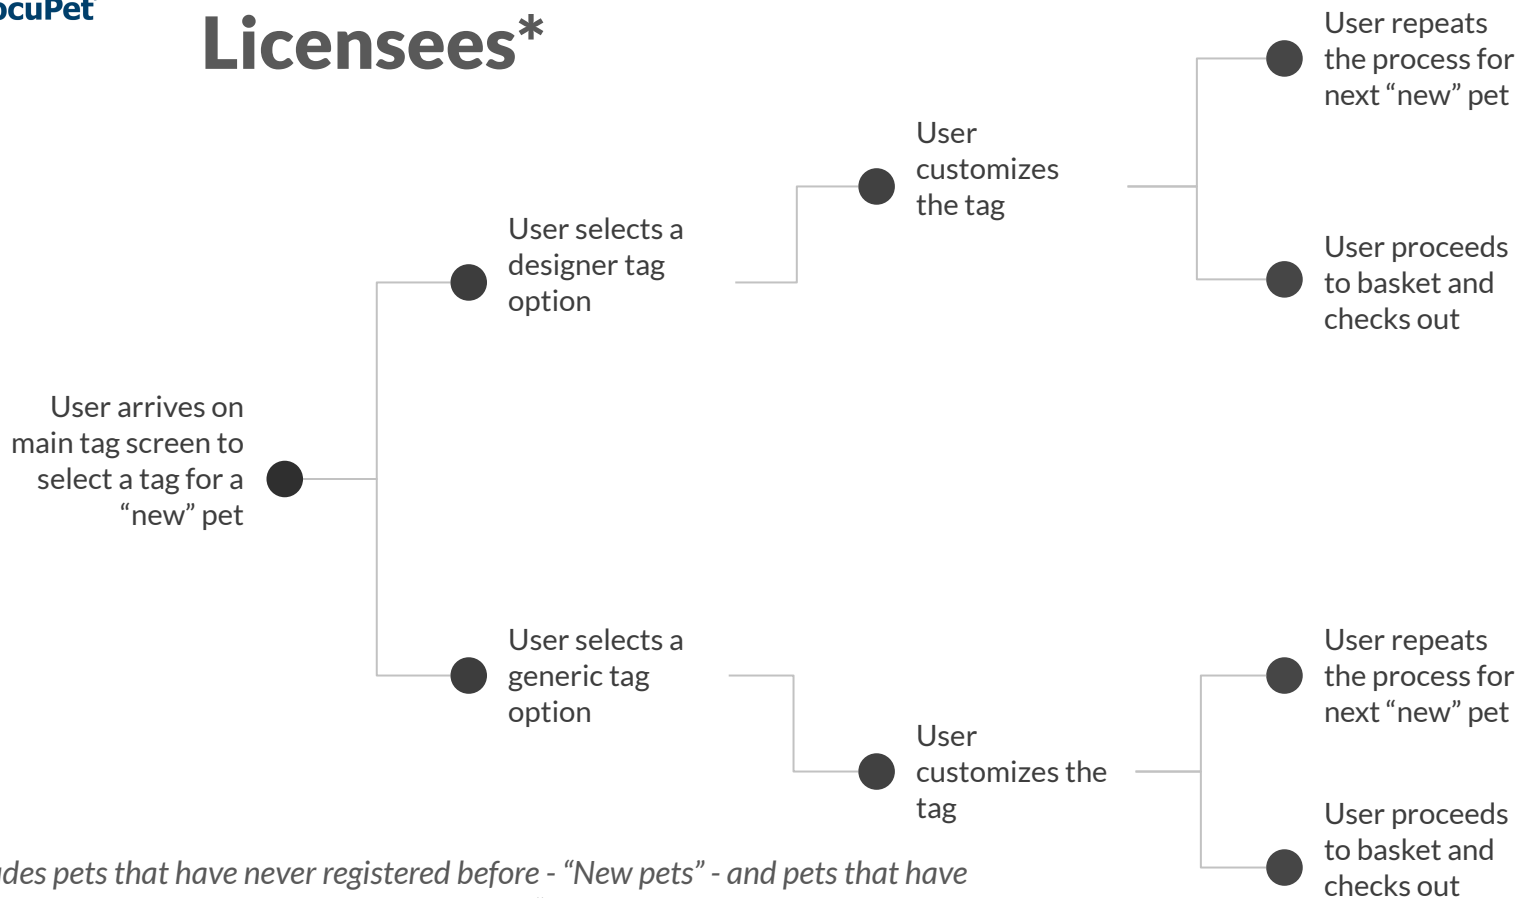 ocuPet
Licensees*
User repeats
the process for
next “new” pet
User
customizes
the tag
User selects a
designer tag
option
User proceeds
to basket and
checks out
User arrives on
main tag screen to
select a tag for a
“new” pet
User selects a
generic tag
option
User
customizes the
tag
User repeats
the process for
next “new” pet
User proceeds
to basket and
checks out
des pets that have never registered before - “New pets” - and pets that have